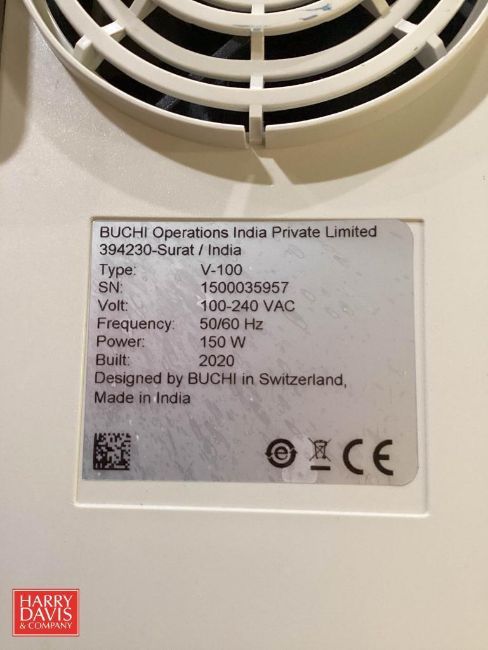 BUCHI Operations India Private Limited
394230-Surat / India
Type: V-100
SN: 1500035957
Volt: 100-240 VAC
Frequency: 50/60 Hz
Power: 150 W
Built: 2020
Designed by BUCHI in Switzerland,
Made in India
e
CE
HARRY
DAVIS
& COMPANY